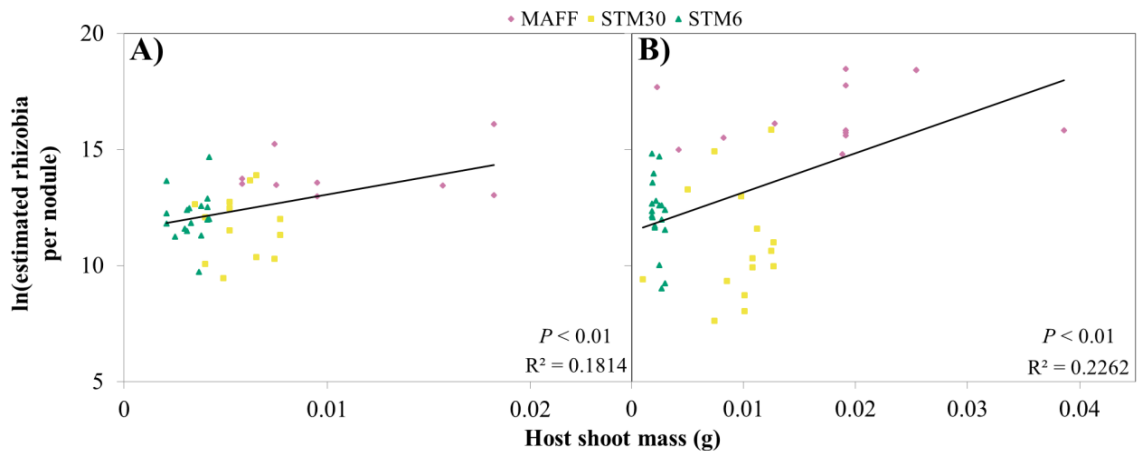 MAFF STM30 STM6
A)
B)
ln(estimated rhizobia
per nodule)
20
15
10
5
P < 0.01
R² = 0.1814
P < 0.01
R² = 0.2262
0 0.01 0.02 0 0.01 0.02 0.03 0.04
Host shoot mass (g)